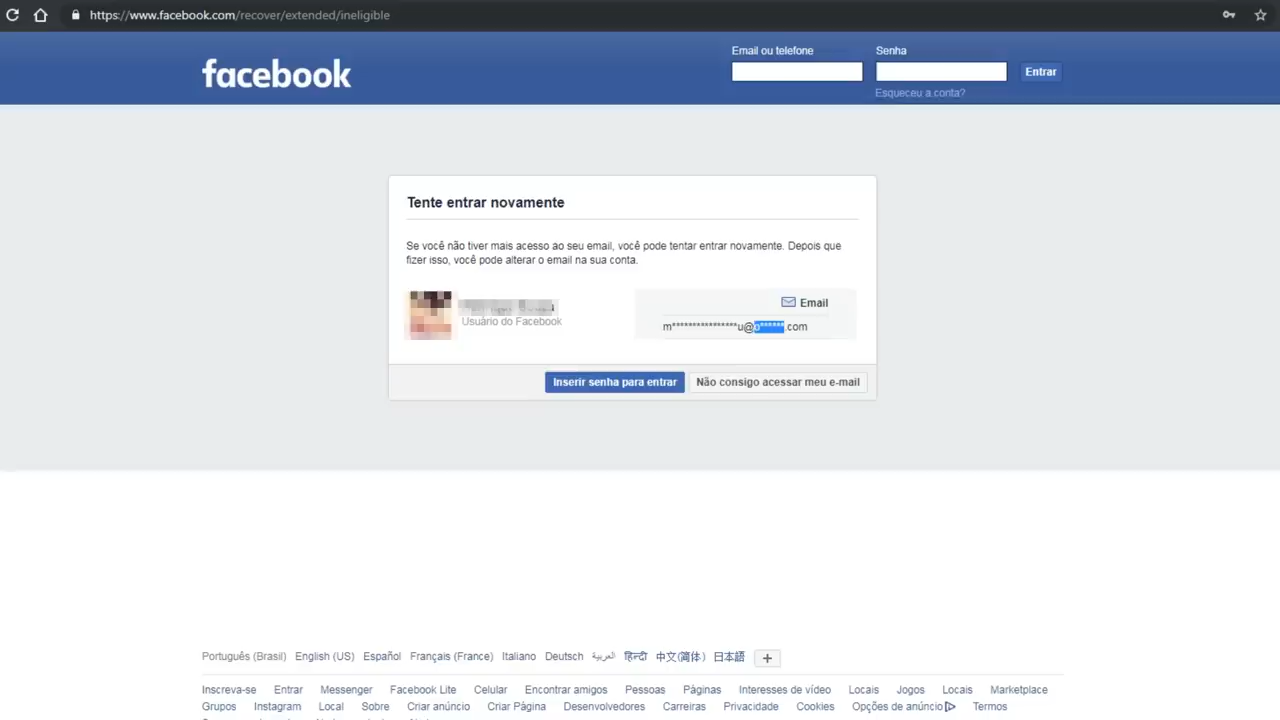 https://www.facebook.com/recover/extended/ineligible
Email ou telefone
Senha
facebook
Entrar
Esqueceu a conta?
Tente entrar novamente
Se você não tiver mais acesso ao seu email, você pode tentar entrar novamente. Depois que
fizer isso, você pode alterar o email na sua conta.
Email
Usuário do Facebook
m****************u@o******.com
Inserir senha para entrar
Não consigo acessar meu e-mail
Português (Brasil) English (US) Español Français (France) Italiano Deutsch العربية हिन्दी 中文(简体) 日本語
Inscreva-se Entrar Messenger Facebook Lite Celular Encontrar amigos Pessoas Páginas Interesses de vídeo Locais Jogos Locais Marketplace
Grupos Instagram Local Sobre Criar anúncio Criar Página Desenvolvedores Carreiras Privacidade Cookies Opções de anúncio Termos